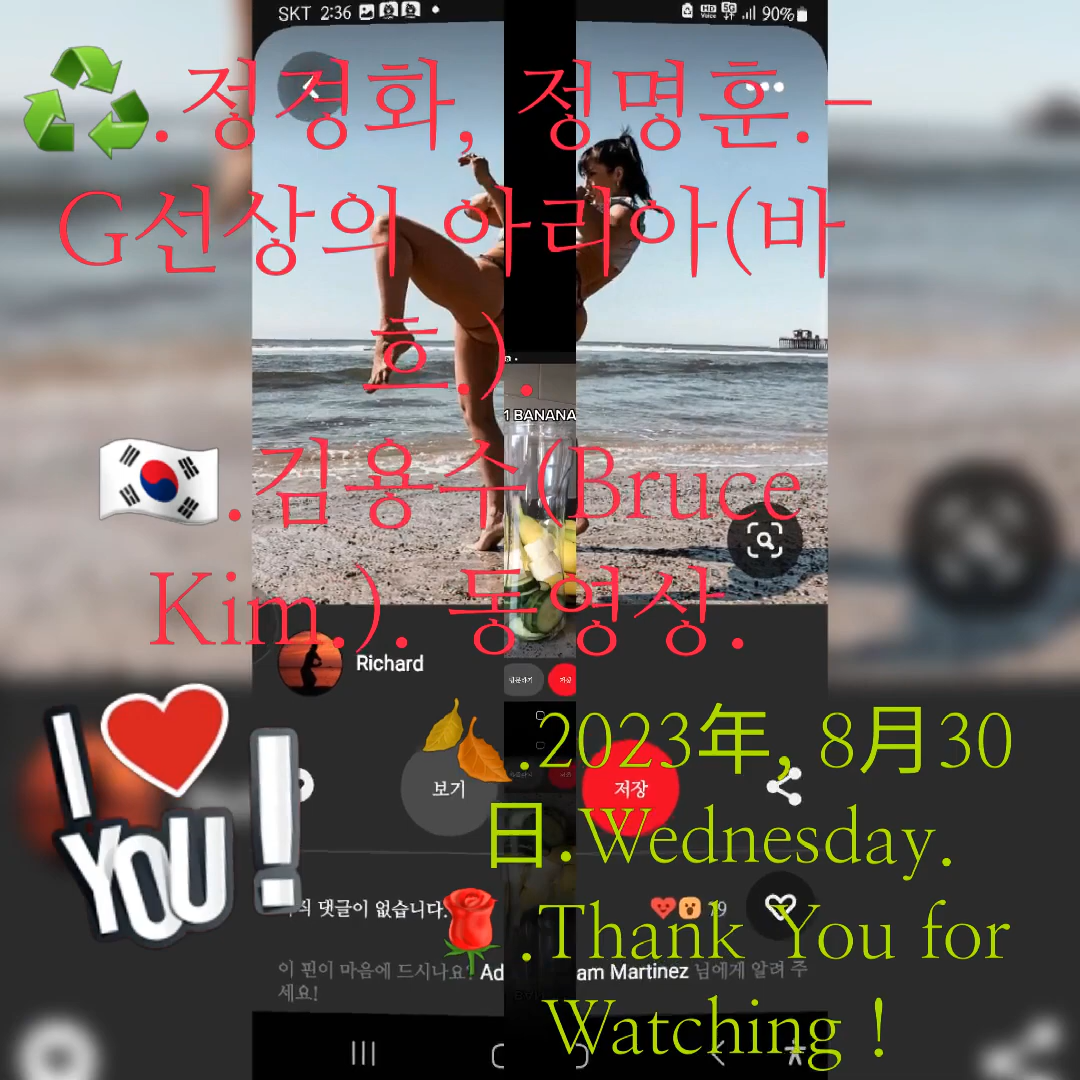 SKT 2:36
HD Voice 5G 90%
♻️.정경화, 정명훈. -
G선상의 아리아(바
흐.).
1 BANANA
🇰🇷.김용수(Bruce
Kim.). 동영상.
Richard
I ❤ YOU!
🍂.2023年, 8月30
日.Wednesday.
보기
저장
댓글이 없습니다.
79
🌹.Thank You for
Watching !
이 핀이 마음에 드시나요? Ad am Martinez 님에게 알려 주
세요!